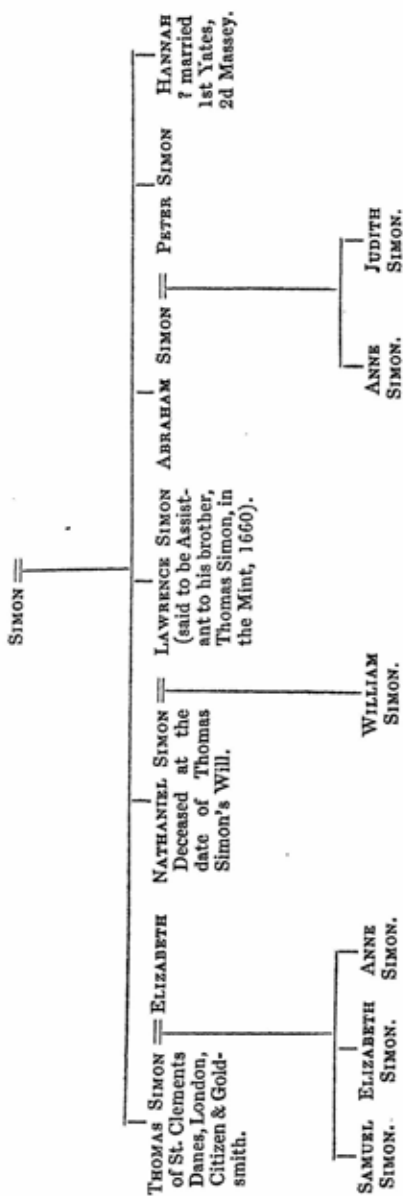 SIMON
THOMAS SIMON
of St. Clements
Danes, London,
Citizen & Gold-
smith.
ELIZABETH
NATHANIEL SIMON
Deceased at the
date of Thomas
Simon's Will.
LAWRENCE SIMON
(said to be Assist-
ant to his brother,
Thomas Simon, in
the Mint, 1660).
ABRAHAM SIMON
PETER SIMON
HANNAH
? married
1st Yates,
2d Massey.
SAMUEL
SIMON.
ELIZABETH
SIMON.
ANNE
SIMON.
WILLIAM
SIMON.
ANNE
SIMON.
JUDITH
SIMON.